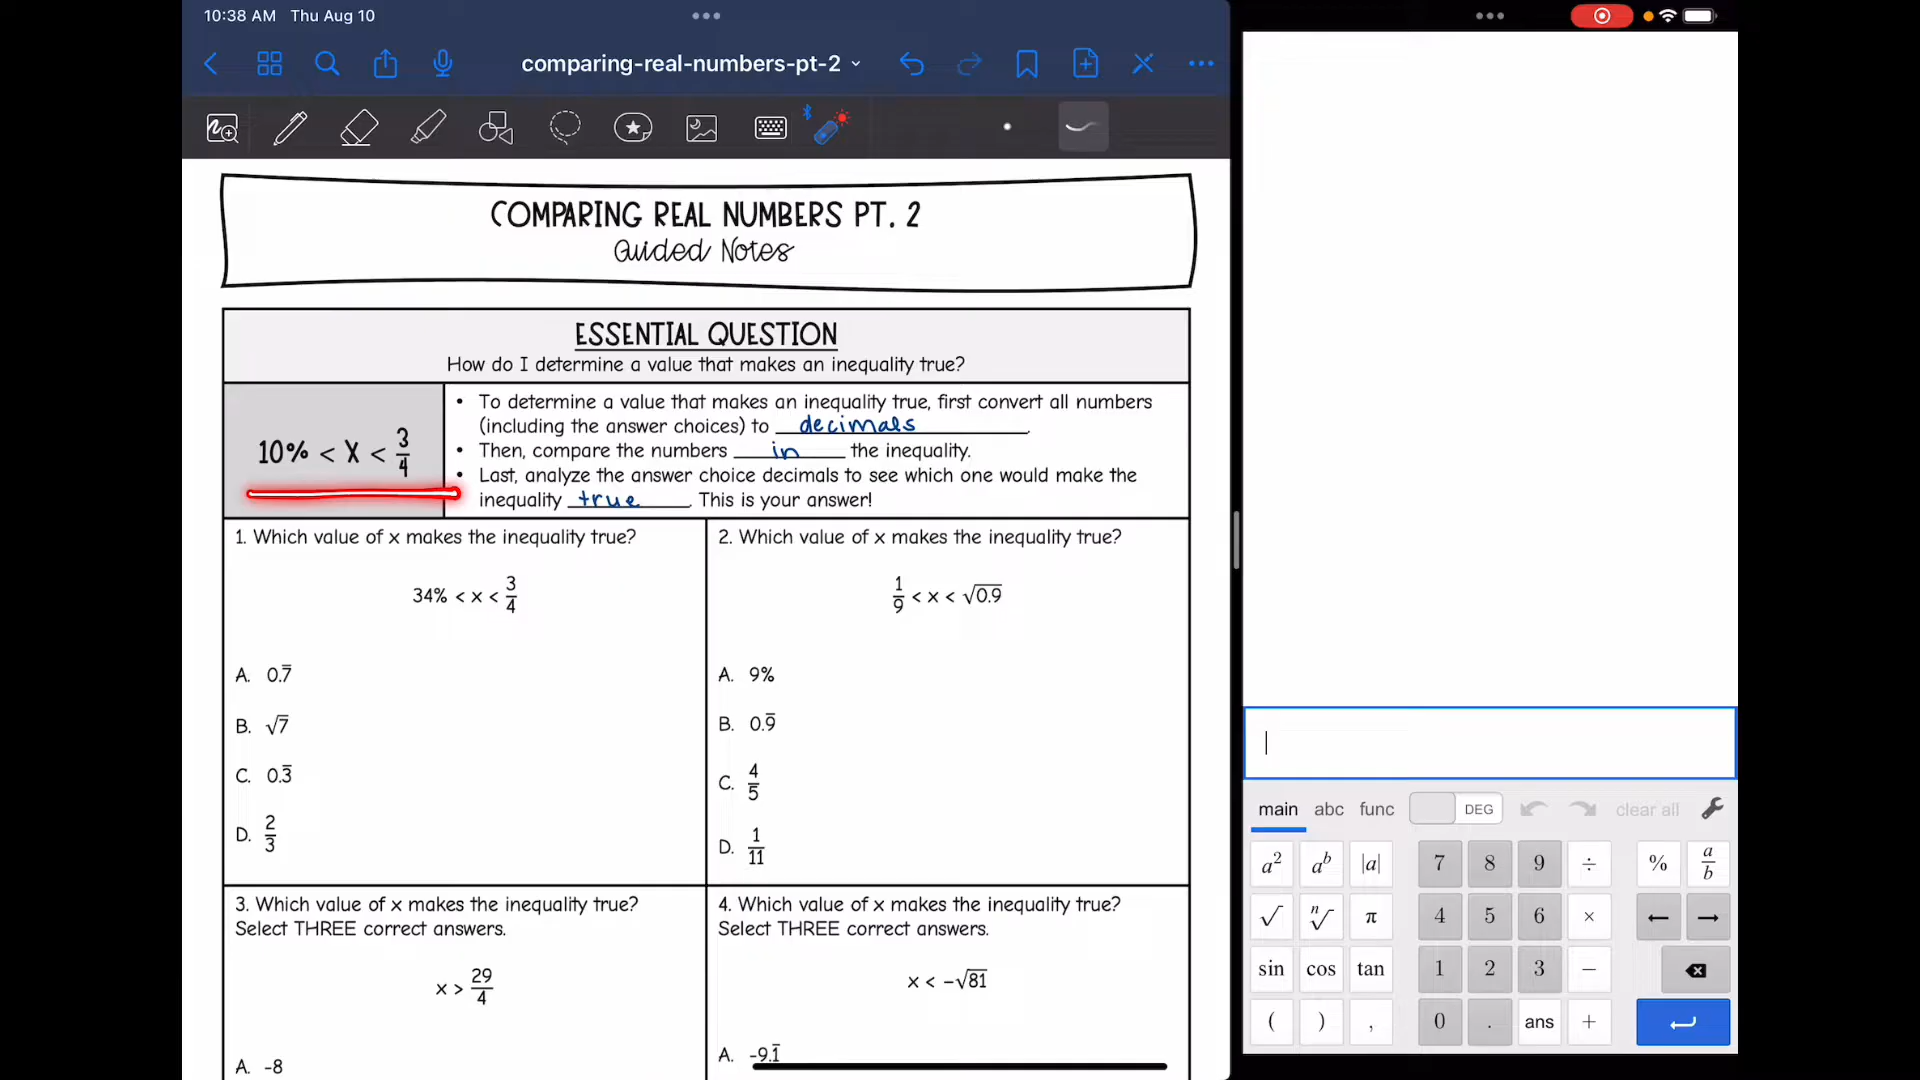 10:38 AM Thu Aug 10
comparing-real-numbers-pt-2
COMPARING REAL NUMBERS PT. 2
Guided Notes
ESSENTIAL QUESTION
How do I determine a value that makes an inequality true?
10% < X < 3/4
• To determine a value that makes an inequality true, first convert all numbers
(including the answer choices) to decimals.
• Then, compare the numbers in the inequality.
• Last, analyze the answer choice decimals to see which one would make the
inequality true. This is your answer!
1. Which value of x makes the inequality true?
34% < x < 3/4
A. 0.7̅
B. √7
C. 0.3̅
D. 2/3
2. Which value of x makes the inequality true?
1/9 < x < √0.9
A. 9%
B. 0.9̅
C. 4/5
D. 1/11
3. Which value of x makes the inequality true?
Select THREE correct answers.
x > 29/4
A. -8
4. Which value of x makes the inequality true?
Select THREE correct answers.
x < -√81
A. -9.1̅
main abc func DEG clear all
a² aᵇ |a| 7 8 9 ÷ % a/b
√ ⁿ√ π 4 5 6 × ← →
sin cos tan 1 2 3 −
( ) , 0 . ans +